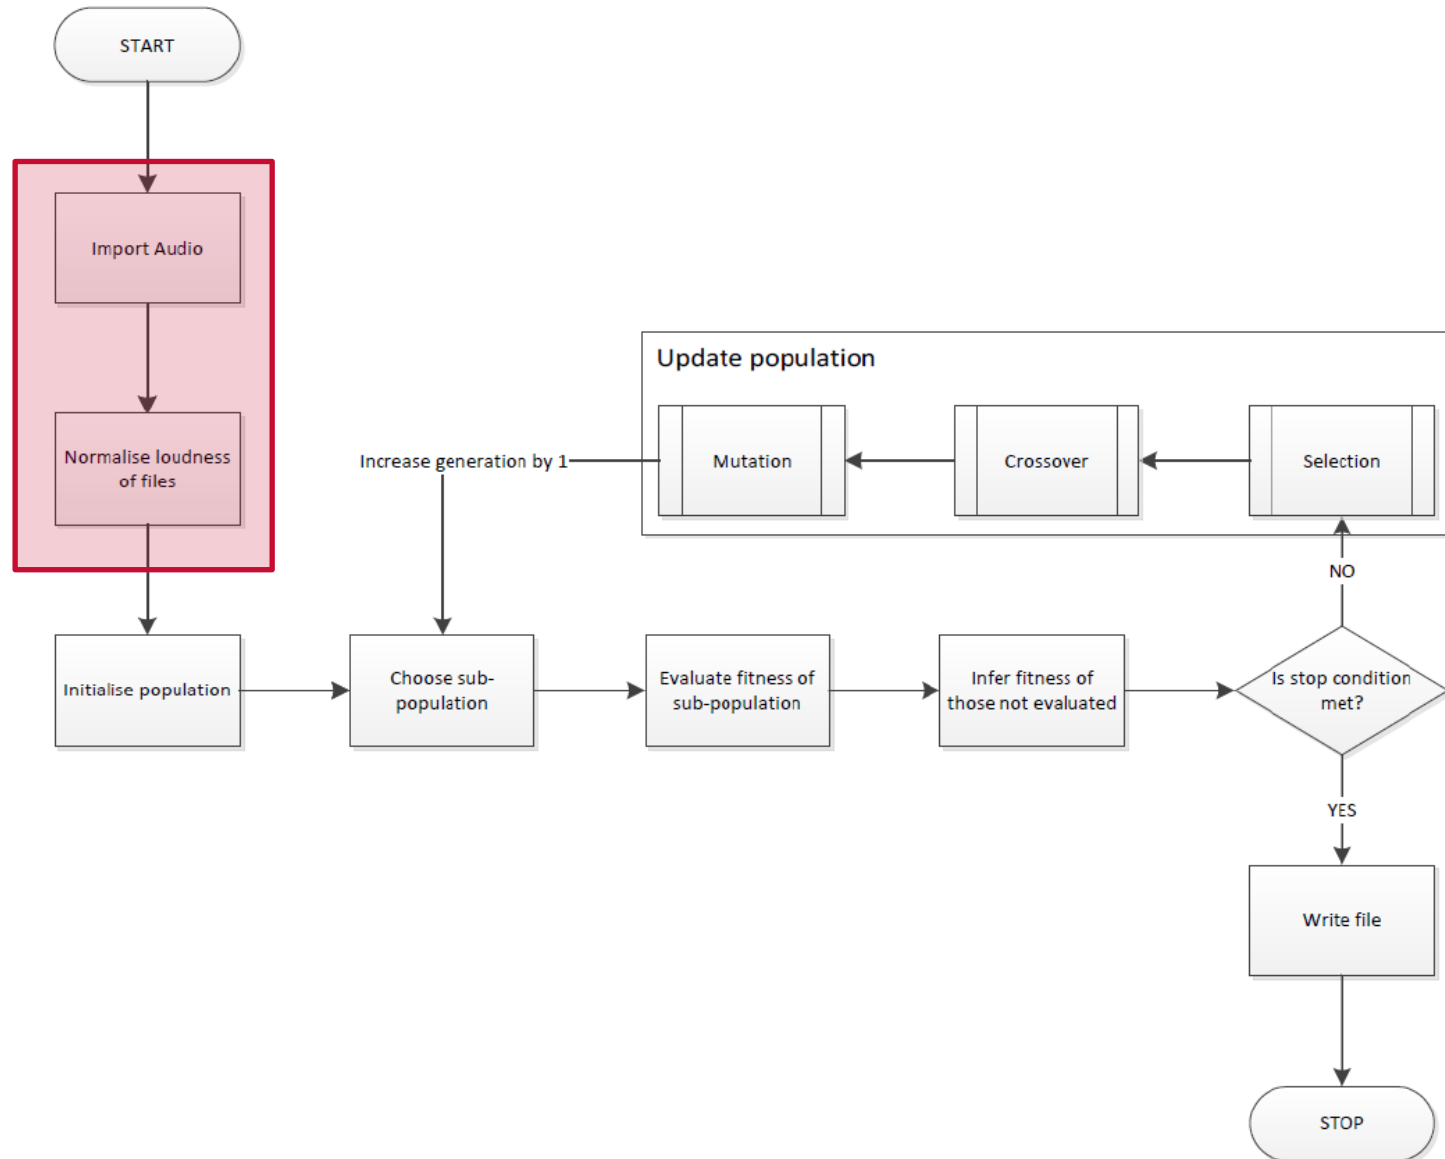 START
Import Audio
Normalise loudness
of files
Update population
Mutation
Crossover
Selection
Increase generation by 1
NO
Initialise population
Choose sub-
population
Evaluate fitness of
sub-population
Infer fitness of
those not evaluated
Is stop condition
met?
YES
Write file
STOP